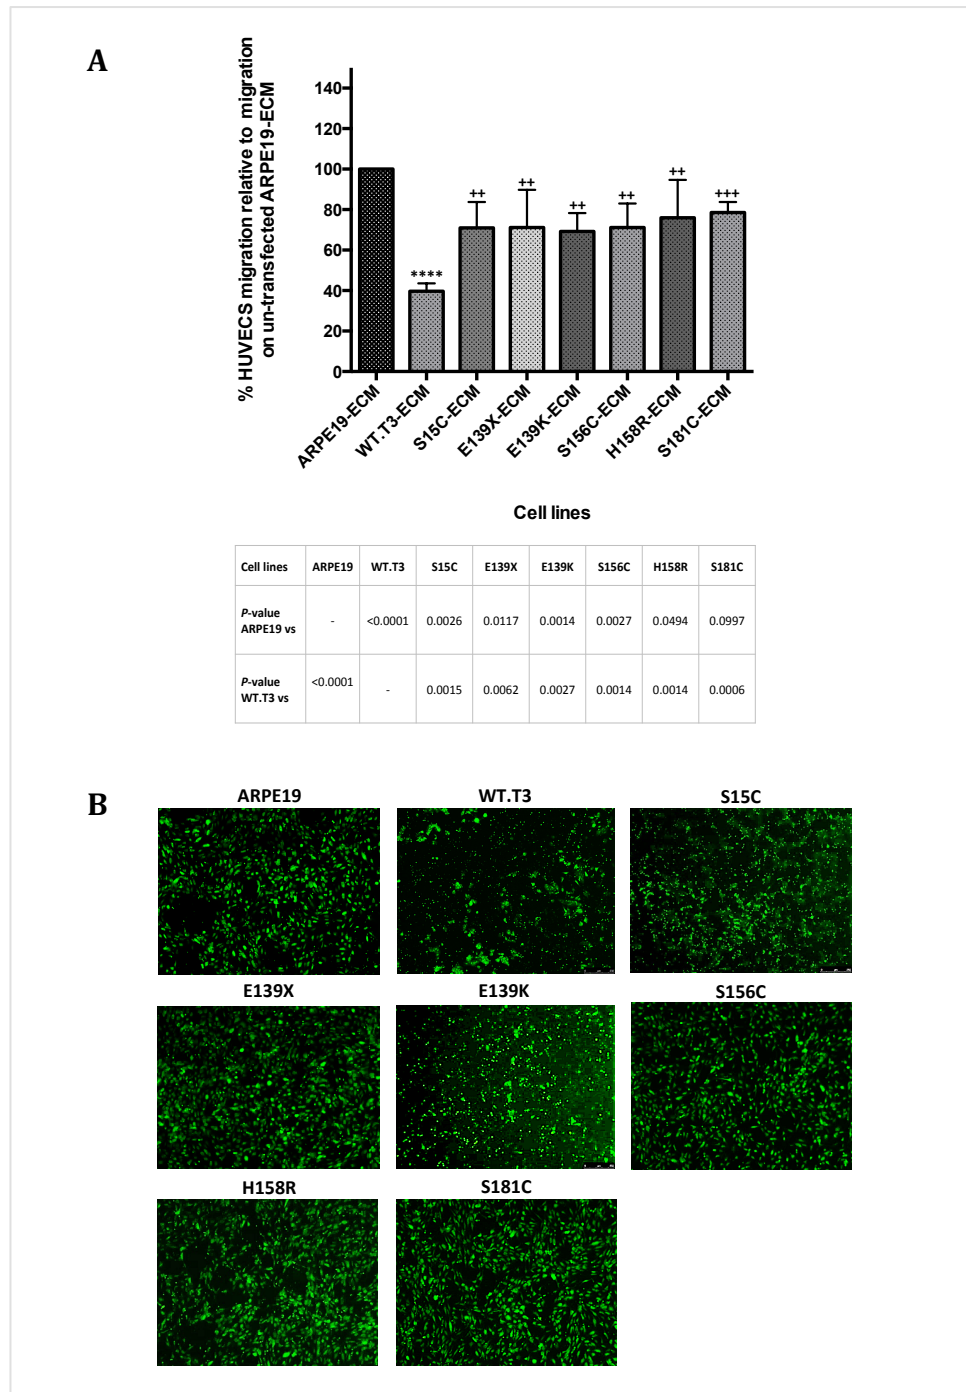 A
% HUVECS migration relative to migration
on un-transfected ARPE19-ECM
140
120
100
80
60
40
20
0
****
++
++
++
++
++
+++
ARPE19-ECM
WT.T3-ECM
S15C-ECM
E139X-ECM
E139K-ECM
S156C-ECM
H158R-ECM
S181C-ECM
Cell lines
Cell lines ARPE19 WT.T3 S15C E139X E139K S156C H158R S181C
P-value
ARPE19 vs - <0.0001 0.0026 0.0117 0.0014 0.0027 0.0494 0.0997
P-value
WT.T3 vs <0.0001 - 0.0015 0.0062 0.0027 0.0014 0.0014 0.0006
B
ARPE19 WT.T3 S15C
E139X E139K S156C
H158R S181C